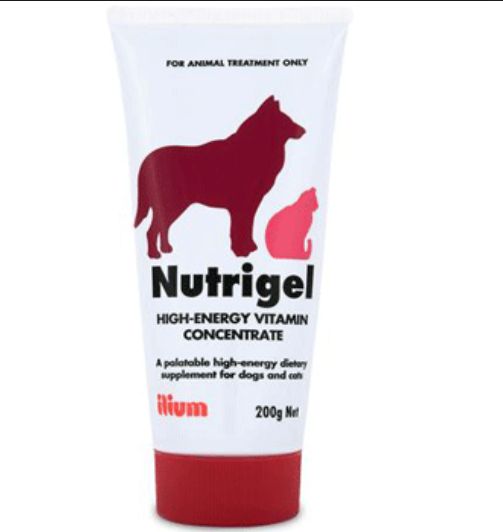 FOR ANIMAL TREATMENT ONLY
Nutrigel
HIGH-ENERGY VITAMIN
CONCENTRATE
A palatable high-energy dietary
supplement for dogs and cats
ilium
200g Net